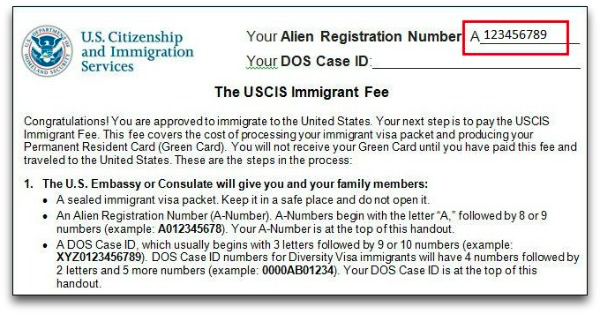 U.S. Citizenship
and Immigration
Services
Your Alien Registration Number A 123456789
Your DOS Case ID:
The USCIS Immigrant Fee
Congratulations! You are approved to immigrate to the United States. Your next step is to pay the USCIS
Immigrant Fee. This fee covers the cost of processing your immigrant visa packet and producing your
Permanent Resident Card (Green Card). You will not receive your Green Card until you have paid this fee and
traveled to the United States. These are the steps in the process:
1. The U.S. Embassy or Consulate will give you and your family members:
• A sealed immigrant visa packet. Keep it in a safe place and do not open it.
• An Alien Registration Number (A-Number). A-Numbers begin with the letter “A,” followed by 8 or 9
numbers (example: A012345678). Your A-Number is at the top of this handout.
• A DOS Case ID, which usually begins with 3 letters followed by 9 or 10 numbers (example:
XYZ0123456789). DOS Case ID numbers for Diversity Visa immigrants will have 4 numbers followed by
2 letters and 5 more numbers (example: 0000AB01234). Your DOS Case ID is at the top of this
handout.